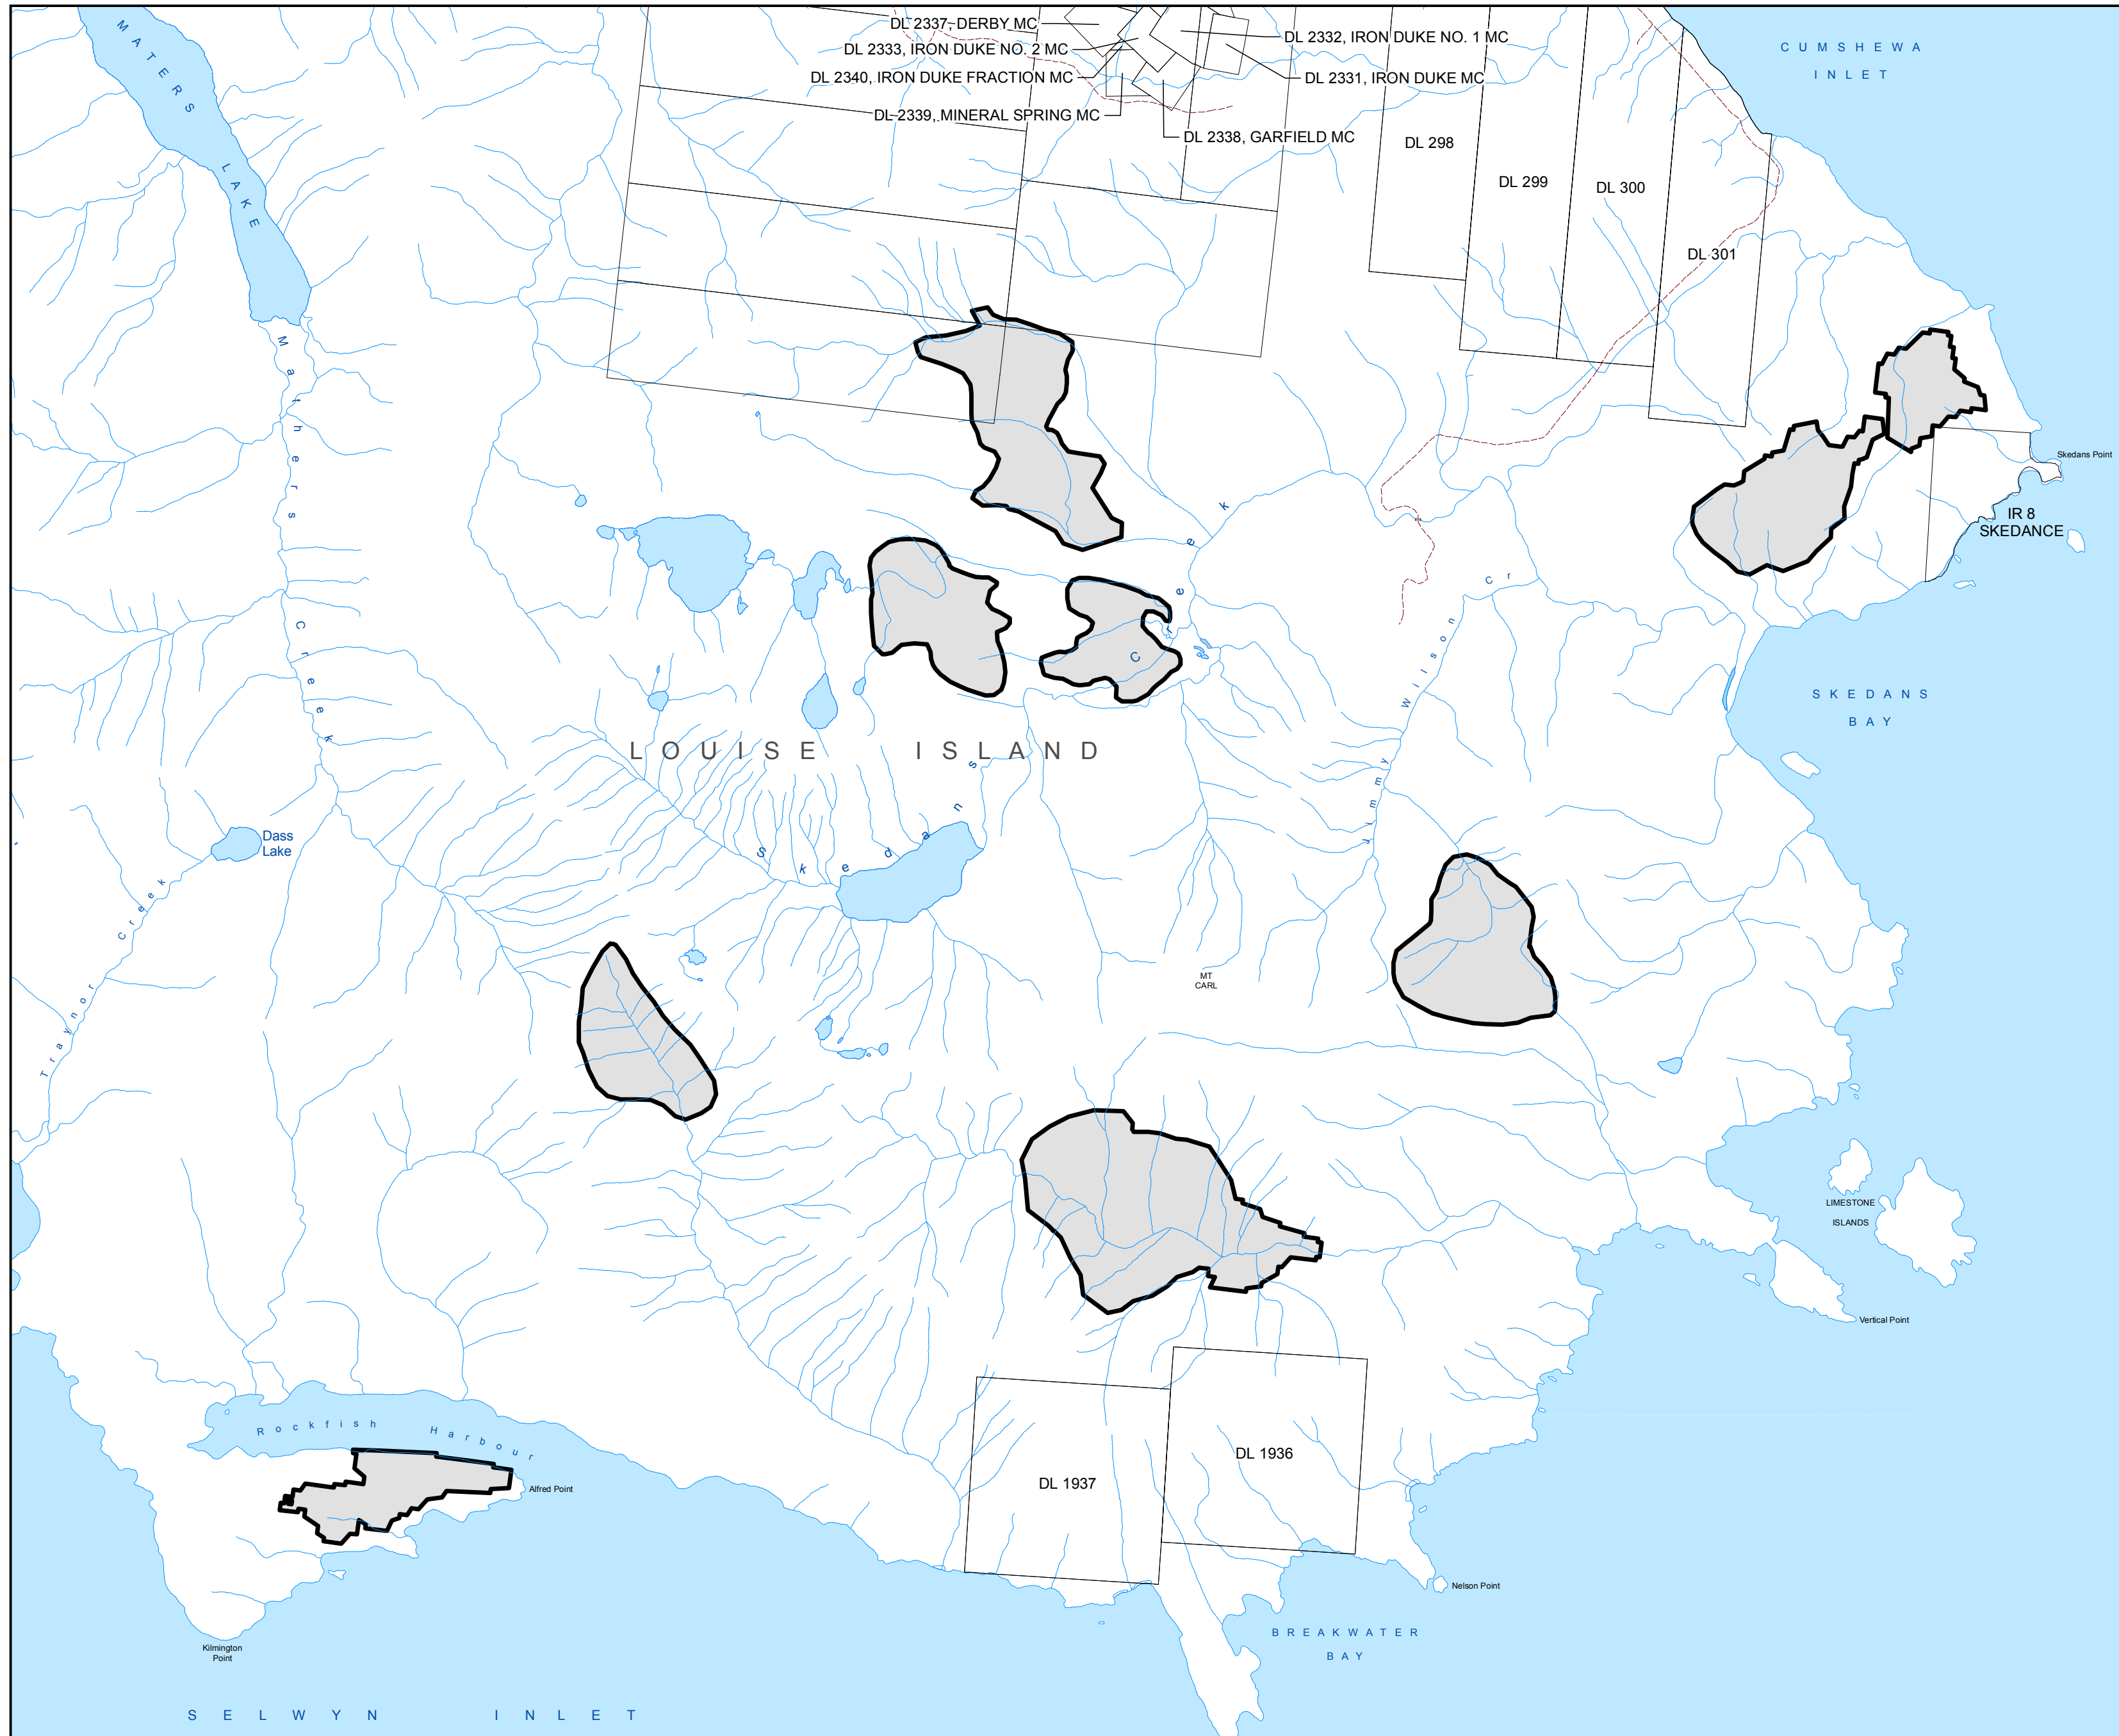 DL 2337, DERBY MC
DL 2333, IRON DUKE NO. 2 MC
DL 2340, IRON DUKE FRACTION MC
DL 2339, MINERAL SPRING MC
DL 2332, IRON DUKE NO. 1 MC
DL 2331, IRON DUKE MC
DL 2338, GARFIELD MC
CUMSHEWA
INLET
MATERS LAKE
DL 298
DL 299
DL 300
DL 301
Mathers Creek
Skedans Point
IR 8
SKEDANCE
Jimmy Wilson Cr
SKEDANS
BAY
LOUISE ISLAND
Skedans Creek
Dass
Lake
Traynor Creek
MT
CARL
LIMESTONE
ISLANDS
Vertical Point
Rockfish Harbour
Alfred Point
DL 1937
DL 1936
Nelson Point
Kilmington
Point
BREAKWATER
BAY
SELWYN INLET